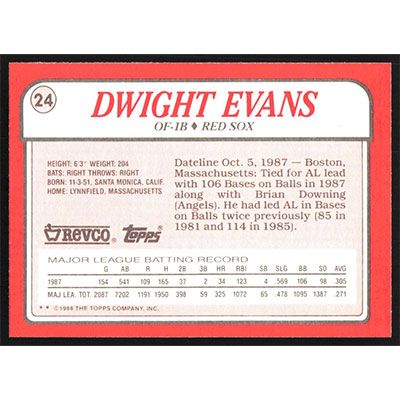 24
DWIGHT EVANS
OF-1B ♦ RED SOX
HEIGHT: 6'3" WEIGHT: 204
BATS: RIGHT THROWS: RIGHT
BORN: 11-3-51, SANTA MONICA, CALIF.
HOME: LYNNFIELD, MASSACHUSETTS
Dateline Oct. 5, 1987 — Boston,
Massachusetts: Tied for AL lead
with 106 Bases on Balls in 1987
along with Brian Downing
(Angels). He had led AL in Bases
on Balls twice previously (85 in
1981 and 114 in 1985).
REVCO® Topps®
MAJOR LEAGUE BATTING RECORD
G AB R H 2B 3B HR RBI SB SLG BB SO AVG
1987 154 541 109 165 37 2 34 123 4 .569 106 98 .305
MAJ LEA. TOT. 2087 7202 1191 1950 398 63 325 1111 69 .478 1095 1387 .271
** ©1988 THE TOPPS COMPANY, INC.